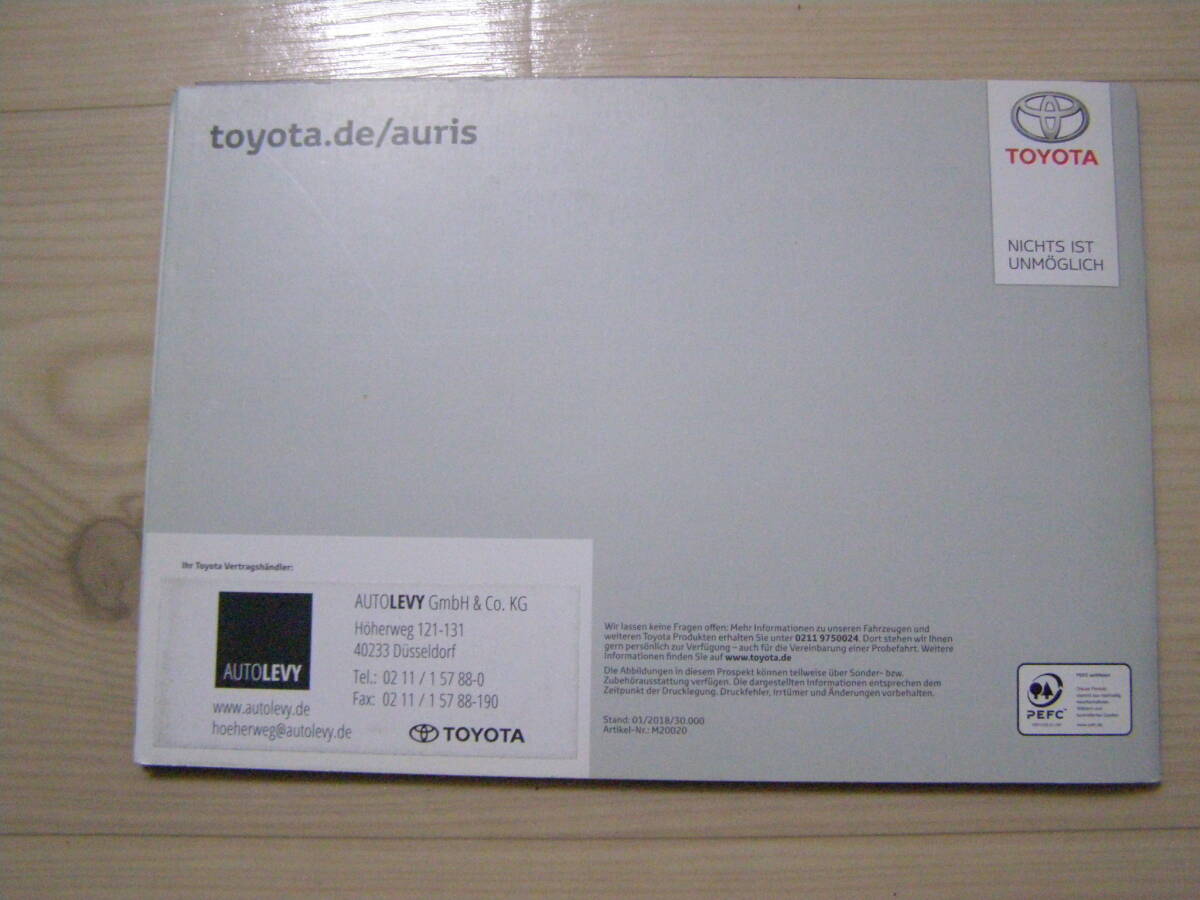 toyota.de/auris
TOYOTA
NICHTS IST
UNMÖGLICH
Ihr Toyota Vertragshändler:
AUTOLEVY
AUTOLEVY GmbH & Co. KG
Höherweg 121-131
40233 Düsseldorf
Tel.: 02 11 / 1 57 88-0
Fax: 02 11 / 1 57 88-190
www.autolevy.de
hoeherweg@autolevy.de
TOYOTA
Wir lassen keine Fragen offen: Mehr Informationen zu unseren Fahrzeugen und
weiteren Toyota Produkten erhalten Sie unter 0211 9750024. Dort stehen wir Ihnen
gern persönlich zur Verfügung – auch für die Vereinbarung einer Probefahrt. Weitere
Informationen finden Sie auf www.toyota.de
Die Abbildungen in diesem Prospekt können teilweise über Sonder- bzw.
Zubehörausstattung verfügen. Die dargestellten Informationen entsprechen dem
Zeitpunkt der Drucklegung. Druckfehler, Irrtümer und Änderungen vorbehalten.
Stand: 01/2018/30.000
Artikel-Nr.: M20020
PEFC
PEFC zertifiziert
www.pefc.de